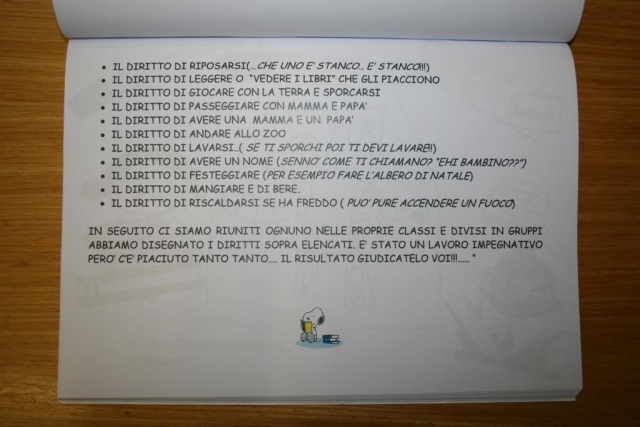 • IL DIRITTO DI RIPOSARSI(...CHE UNO E' STANCO.. E' STANCO!!!)
• IL DIRITTO DI LEGGERE O "VEDERE I LIBRI" CHE GLI PIACCIONO
• IL DIRITTO DI GIOCARE CON LA TERRA E SPORCARSI
• IL DIRITTO DI PASSEGGIARE CON MAMMA E PAPA'
• IL DIRITTO DI AVERE UNA MAMMA E UN PAPA'
• IL DIRITTO DI ANDARE ALLO ZOO
• IL DIRITTO DI LAVARSI..( SE TI SPORCHI POI TI DEVI LAVARE!!)
• IL DIRITTO DI AVERE UN NOME (SENNO' COME TI CHIAMANO? "EHI BAMBINO??")
• IL DIRITTO DI FESTEGGIARE (PER ESEMPIO FARE L'ALBERO DI NATALE)
• IL DIRITTO DI MANGIARE E DI BERE.
• IL DIRITTO DI RISCALDARSI SE HA FREDDO ( PUO' PURE ACCENDERE UN FUOCO)
IN SEGUITO CI SIAMO RIUNITI OGNUNO NELLE PROPRIE CLASSI E DIVISI IN GRUPPI
ABBIAMO DISEGNATO I DIRITTI SOPRA ELENCATI. E' STATO UN LAVORO IMPEGNATIVO
PERO' C'E' PIACIUTO TANTO TANTO.... IL RISULTATO GIUDICATELO VOI!!!..... "